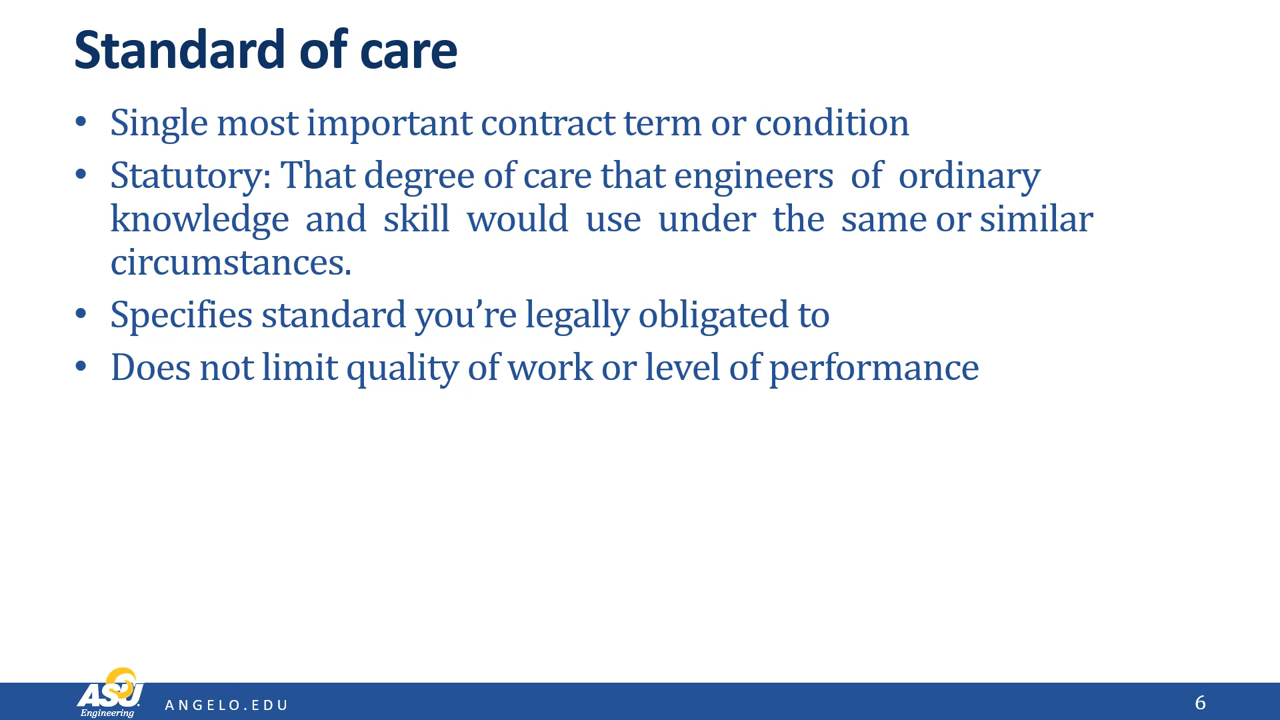 Standard of care
• Single most important contract term or condition
• Statutory: That degree of care that engineers of ordinary
knowledge and skill would use under the same or similar
circumstances.
• Specifies standard you’re legally obligated to
• Does not limit quality of work or level of performance
ASU
Engineering
ANGELO.EDU
6